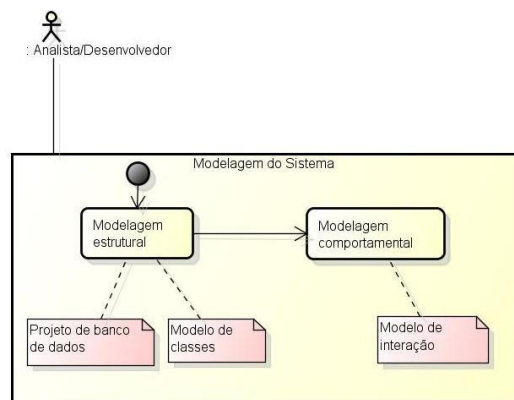 : Analista/Desenvolvedor
Modelagem do Sistema
Modelagem
estrutural
Modelagem
comportamental
Projeto de banco
de dados
Modelo de
classes
Modelo de
interação